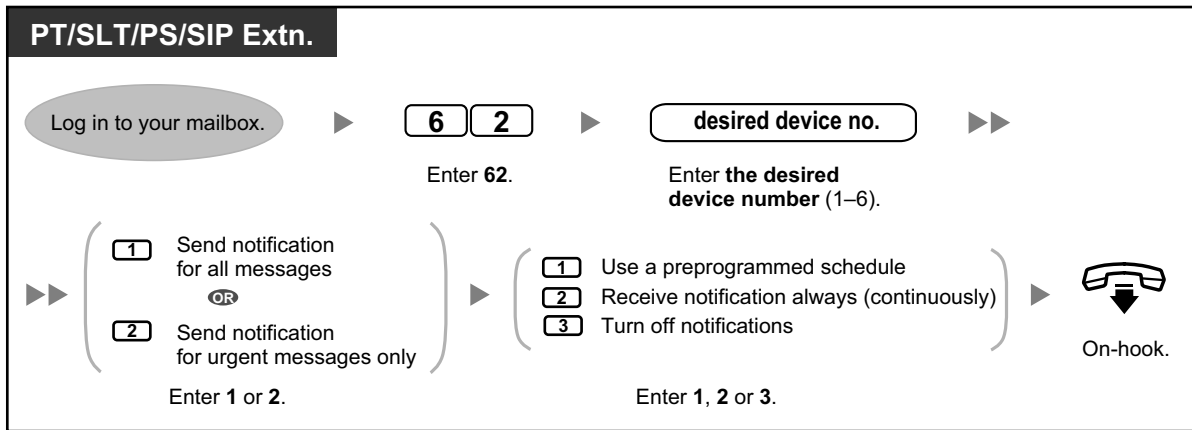 PT/SLT/PS/SIP Extn.
Log in to your mailbox.
6 2
desired device no.
Enter 62.
Enter the desired
device number (1–6).
1 Send notification
for all messages
OR
2 Send notification
for urgent messages only
Enter 1 or 2.
1 Use a preprogrammed schedule
2 Receive notification always (continuously)
3 Turn off notifications
Enter 1, 2 or 3.
On-hook.